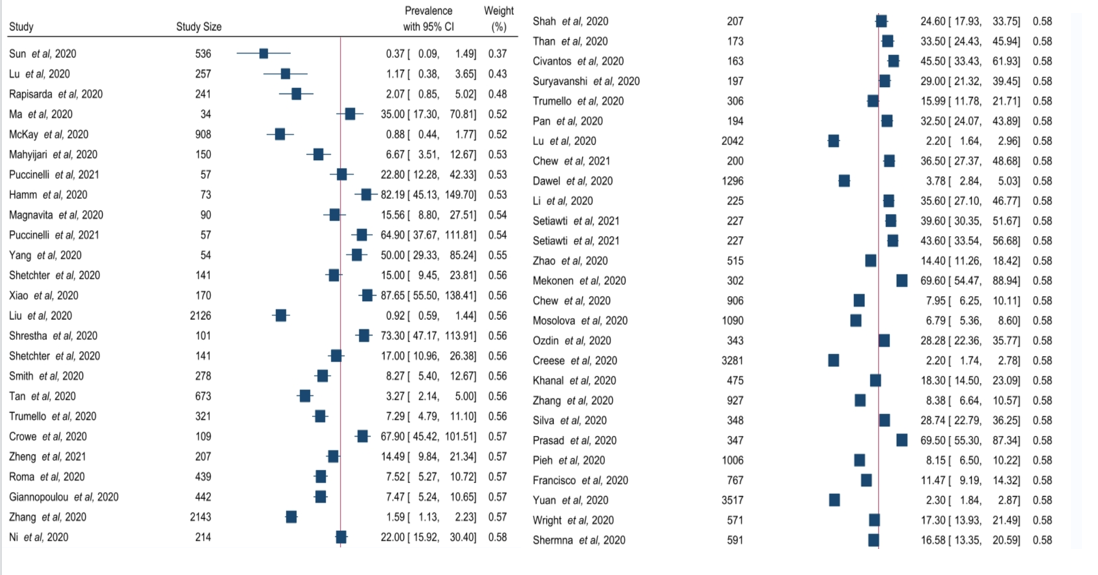 Study Study Size Prevalence with 95% CI Weight (%)
Sun et al, 2020 536 0.37 [ 0.09, 1.49] 0.37
Lu et al, 2020 257 1.17 [ 0.38, 3.65] 0.43
Rapisarda et al, 2020 241 2.07 [ 0.85, 5.02] 0.48
Ma et al, 2020 34 35.00 [ 17.30, 70.81] 0.52
McKay et al, 2020 908 0.88 [ 0.44, 1.77] 0.52
Mahyijari et al, 2020 150 6.67 [ 3.51, 12.67] 0.53
Puccinelli et al, 2021 57 22.80 [ 12.28, 42.33] 0.53
Hamm et al, 2020 73 82.19 [ 45.13, 149.70] 0.53
Magnavita et al, 2020 90 15.56 [ 8.80, 27.51] 0.54
Puccinelli et al, 2021 57 64.90 [ 37.67, 111.81] 0.54
Yang et al, 2020 54 50.00 [ 29.33, 85.24] 0.55
Shetchter et al, 2020 141 15.00 [ 9.45, 23.81] 0.56
Xiao et al, 2020 170 87.65 [ 55.50, 138.41] 0.56
Liu et al, 2020 2126 0.92 [ 0.59, 1.44] 0.56
Shrestha et al, 2020 101 73.30 [ 47.17, 113.91] 0.56
Shetchter et al, 2020 141 17.00 [ 10.96, 26.38] 0.56
Smith et al, 2020 278 8.27 [ 5.40, 12.67] 0.56
Tan et al, 2020 673 3.27 [ 2.14, 5.00] 0.56
Trumello et al, 2020 321 7.29 [ 4.79, 11.10] 0.56
Crowe et al, 2020 109 67.90 [ 45.42, 101.51] 0.57
Zheng et al, 2021 207 14.49 [ 9.84, 21.34] 0.57
Roma et al, 2020 439 7.52 [ 5.27, 10.72] 0.57
Giannopoulou et al, 2020 442 7.47 [ 5.24, 10.65] 0.57
Zhang et al, 2020 2143 1.59 [ 1.13, 2.23] 0.57
Ni et al, 2020 214 22.00 [ 15.92, 30.40] 0.58
Shah et al, 2020 207 24.60 [ 17.93, 33.75] 0.58
Than et al, 2020 173 33.50 [ 24.43, 45.94] 0.58
Civantos et al, 2020 163 45.50 [ 33.43, 61.93] 0.58
Suryavanshi et al, 2020 197 29.00 [ 21.32, 39.45] 0.58
Trumello et al, 2020 306 15.99 [ 11.78, 21.71] 0.58
Pan et al, 2020 194 32.50 [ 24.07, 43.89] 0.58
Lu et al, 2020 2042 2.20 [ 1.64, 2.96] 0.58
Chew et al, 2021 200 36.50 [ 27.37, 48.68] 0.58
Dawel et al, 2020 1296 3.78 [ 2.84, 5.03] 0.58
Li et al, 2020 225 35.60 [ 27.10, 46.77] 0.58
Setiawti et al, 2021 227 39.60 [ 30.35, 51.67] 0.58
Setiawti et al, 2021 227 43.60 [ 33.54, 56.68] 0.58
Zhao et al, 2020 515 14.40 [ 11.26, 18.42] 0.58
Mekonen et al, 2020 302 69.60 [ 54.47, 88.94] 0.58
Chew et al, 2020 906 7.95 [ 6.25, 10.11] 0.58
Mosolova et al, 2020 1090 6.79 [ 5.36, 8.60] 0.58
Ozdin et al, 2020 343 28.28 [ 22.36, 35.77] 0.58
Creese et al, 2020 3281 2.20 [ 1.74, 2.78] 0.58
Khanal et al, 2020 475 18.30 [ 14.50, 23.09] 0.58
Zhang et al, 2020 927 8.38 [ 6.64, 10.57] 0.58
Silva et al, 2020 348 28.74 [ 22.79, 36.25] 0.58
Prasad et al, 2020 347 69.50 [ 55.30, 87.34] 0.58
Pieh et al, 2020 1006 8.15 [ 6.50, 10.22] 0.58
Francisco et al, 2020 767 11.47 [ 9.19, 14.32] 0.58
Yuan et al, 2020 3517 2.30 [ 1.84, 2.87] 0.58
Wright et al, 2020 571 17.30 [ 13.93, 21.49] 0.58
Shermna et al, 2020 591 16.58 [ 13.35, 20.59] 0.58